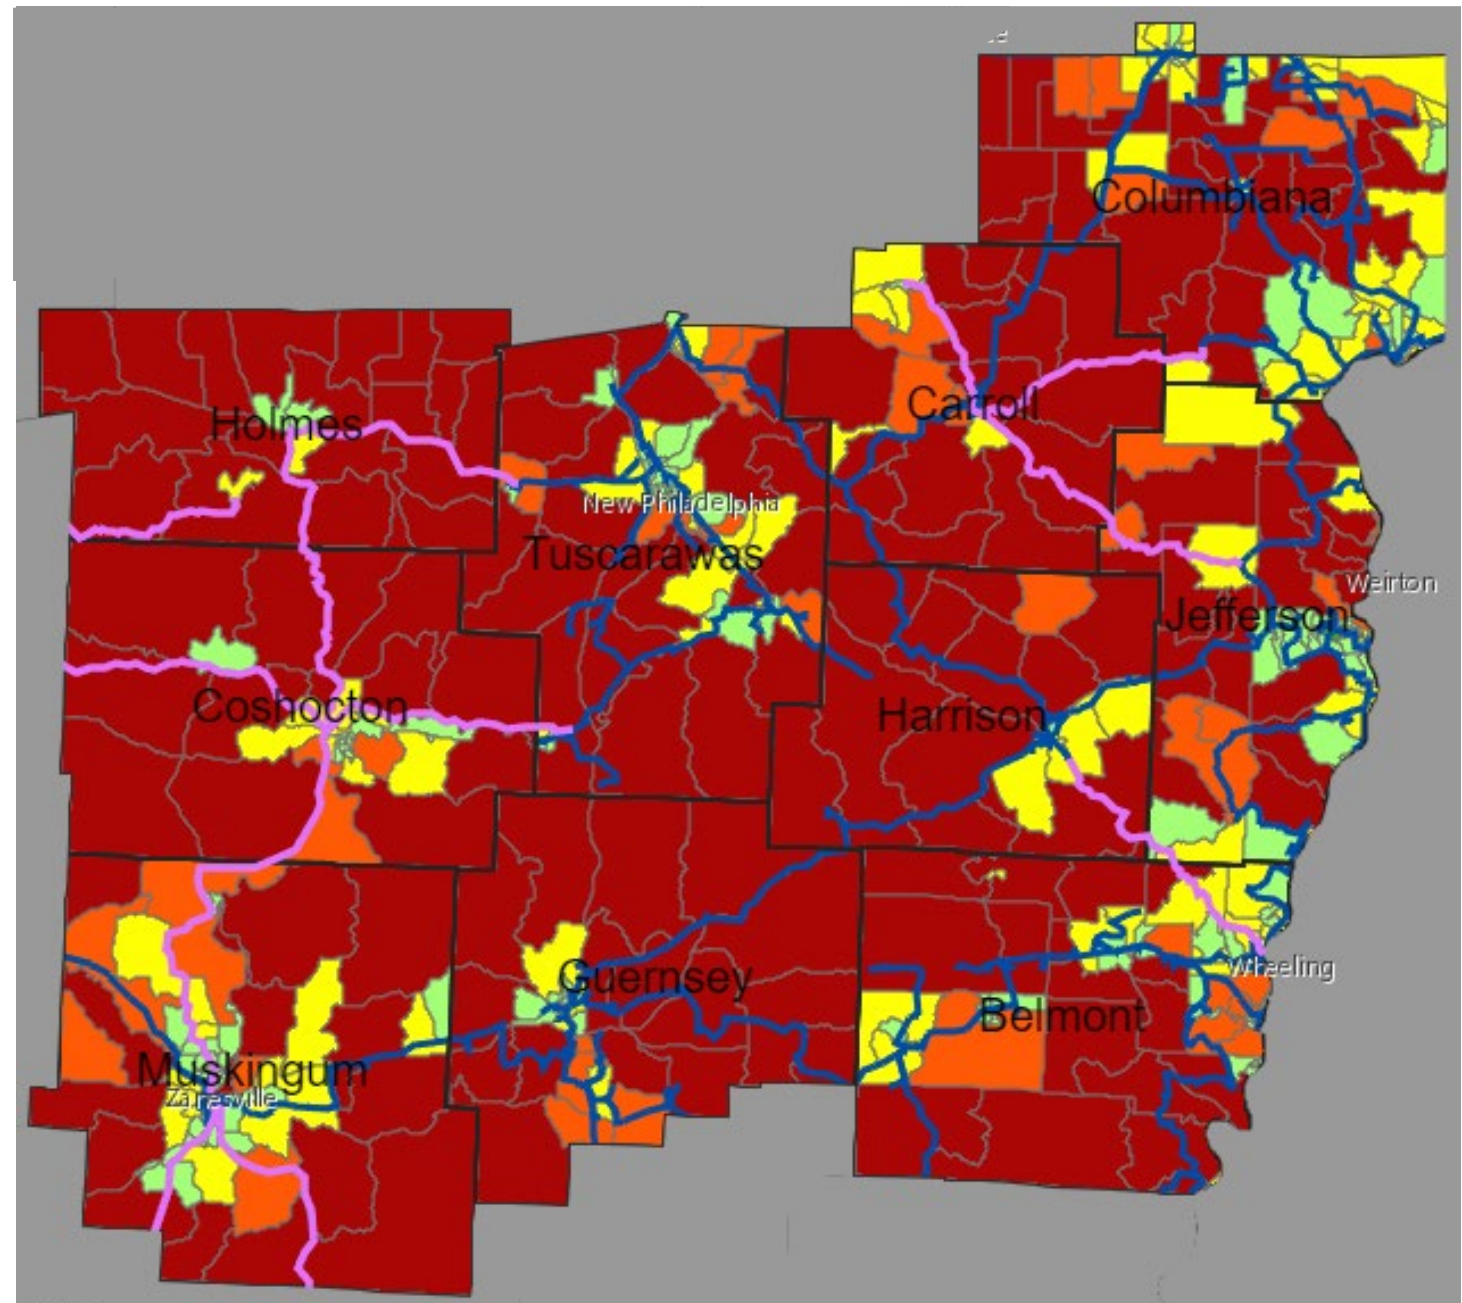 Columbiana
Carroll
Holmes
New Philadelphia
Tuscarawas
Weirton
Jefferson
Coshocton
Harrison
Wheeling
Guernsey
Belmont
Muskingum
Zanesville